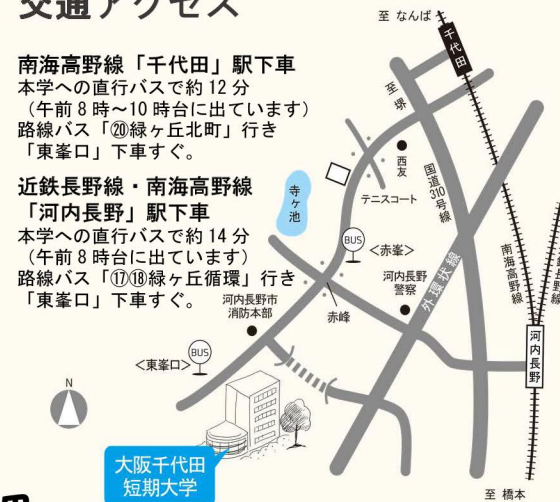 交通アクセス
南海高野線「千代田」駅下車
本学への直行バスで約12分
（午前8時～10時台に出ています）
路線バス「⑳緑ヶ丘北町」行き
「東峯口」下車すぐ。
近鉄長野線・南海高野線
「河内長野」駅下車
本学への直行バスで約14分
（午前8時台に出ています）
路線バス「⑰⑱緑ヶ丘循環」行き
「東峯口」下車すぐ。
至 なんば
千代田
至 堺
西友
国道310号線
寺ヶ池
テニスコート
BUS
<赤峯>
外環状線
南海高野線
河内長野
警察
赤峰
河内長野市
消防本部
河内長野
BUS
<東峯口>
N
大阪千代田
短期大学
至 橋本